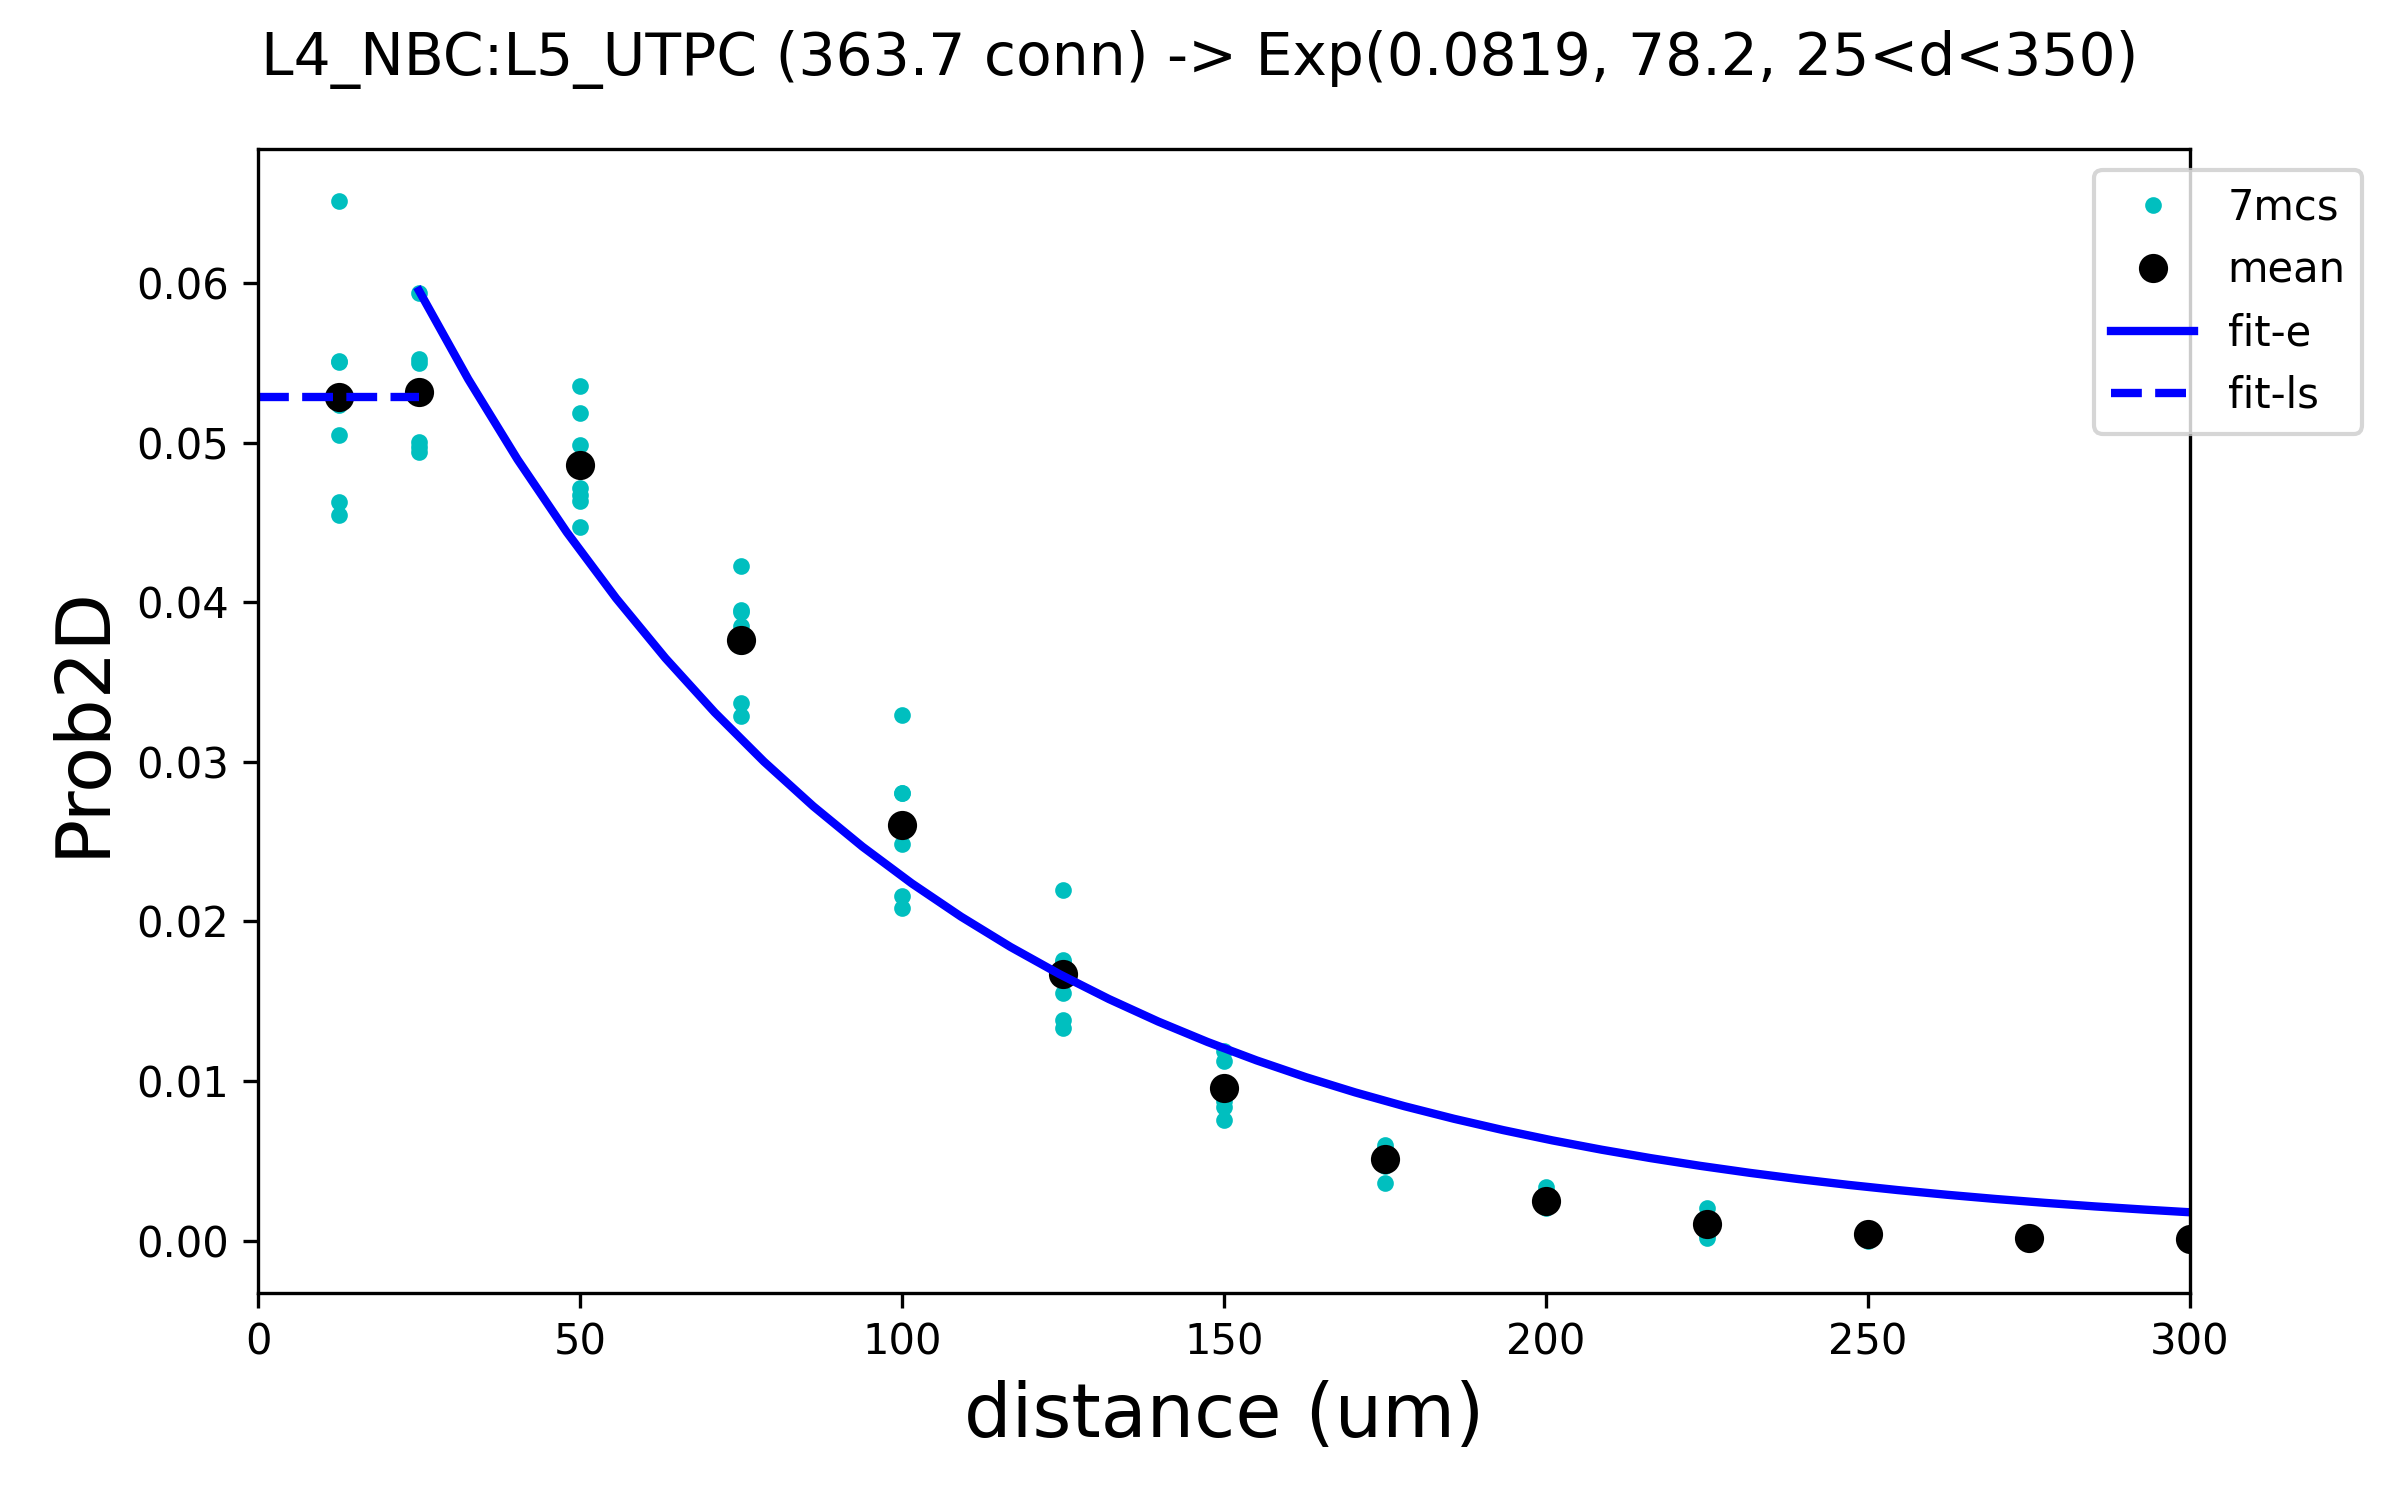 L4_NBC:L5_UTPC (363.7 conn) -> Exp(0.0819, 78.2, 25<d<350)
7mcs
mean
fit-e
fit-ls
Prob2D
0.06
0.05
0.04
0.03
0.02
0.01
0.00
0 50 100 150 200 250 300
distance (um)